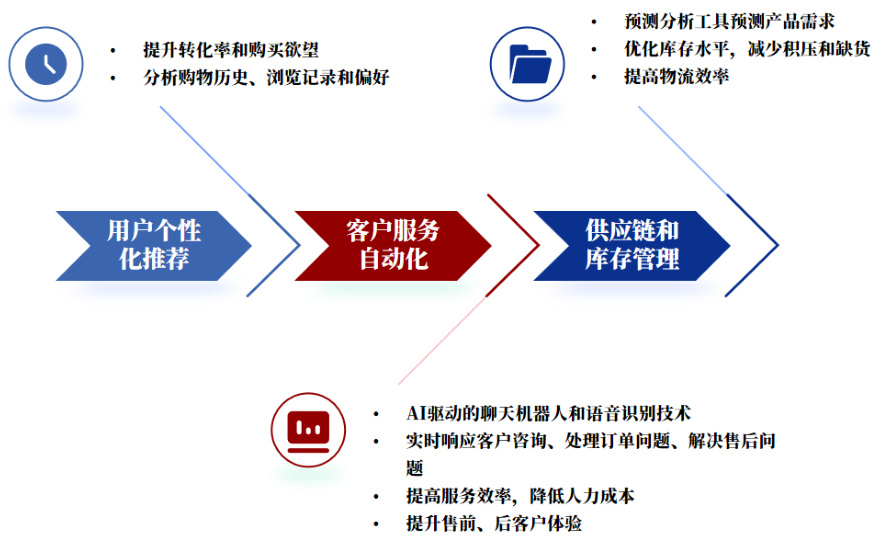 • 提升转化率和购买欲望
• 分析购物历史、浏览记录和偏好
• 预测分析工具预测产品需求
• 优化库存水平，减少积压和缺货
• 提高物流效率
用户个性
化推荐
客户服务
自动化
供应链和
库存管理
• AI驱动的聊天机器人和语音识别技术
• 实时响应客户咨询、处理订单问题、解决售后问
题
• 提高服务效率，降低人力成本
• 提升售前、后客户体验